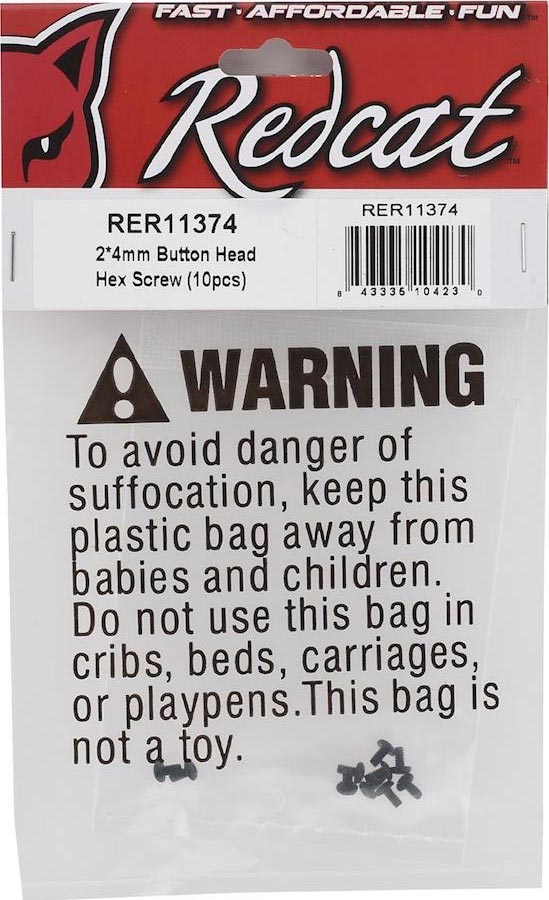 FAST · AFFORDABLE · FUN™
Redcat™
RER11374
2*4mm Button Head
Hex Screw (10pcs)
RER11374
8 43335 10423 0
WARNING
To avoid danger of
suffocation, keep this
plastic bag away from
babies and children.
Do not use this bag in
cribs, beds, carriages,
or playpens.This bag is
not a toy.